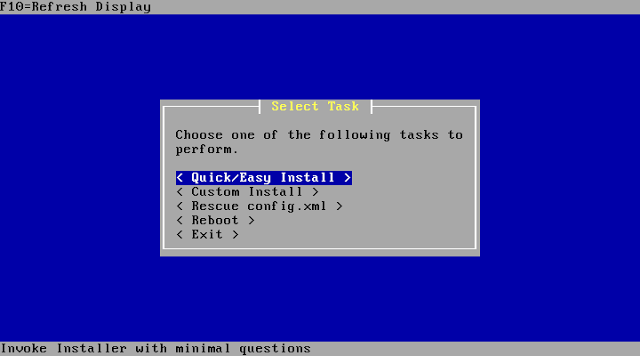 F10=Refresh Display
Select Task
Choose one of the following tasks to
perform.
< Quick/Easy Install >
< Custom Install >
< Rescue config.xml >
< Reboot >
< Exit >
Invoke Installer with minimal questions